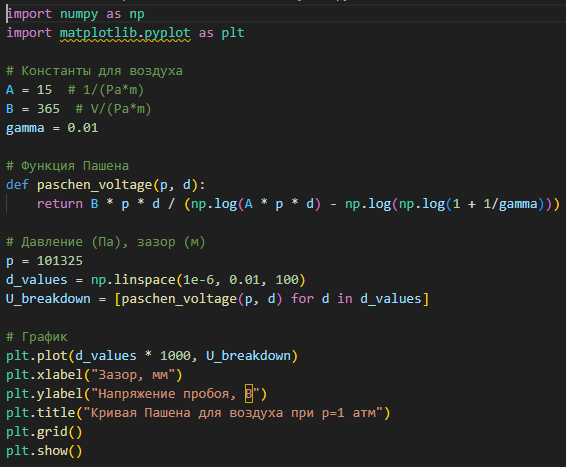 import numpy as np
import matplotlib.pyplot as plt
# Константы для воздуха
A = 15  # 1/(Pa*m)
B = 365  # V/(Pa*m)
gamma = 0.01
# Функция Пашена
def paschen_voltage(p, d):
    return B * p * d / (np.log(A * p * d) - np.log(np.log(1 + 1/gamma)))
# Давление (Па), зазор (м)
p = 101325
d_values = np.linspace(1e-6, 0.01, 100)
U_breakdown = [paschen_voltage(p, d) for d in d_values]
# График
plt.plot(d_values * 1000, U_breakdown)
plt.xlabel("Зазор, мм")
plt.ylabel("Напряжение пробоя, В")
plt.title("Кривая Пашена для воздуха при p=1 атм")
plt.grid()
plt.show()